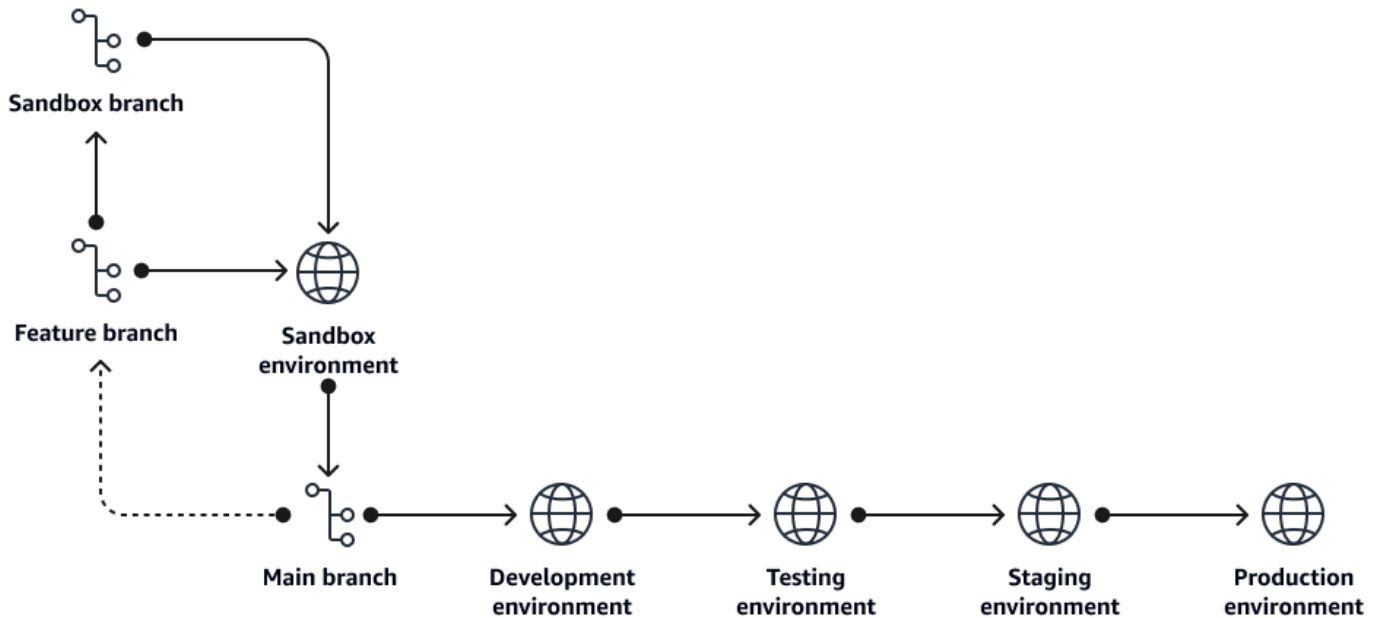 Sandbox branch
Feature branch
Sandbox
environment
Main branch
Development
environment
Testing
environment
Staging
environment
Production
environment